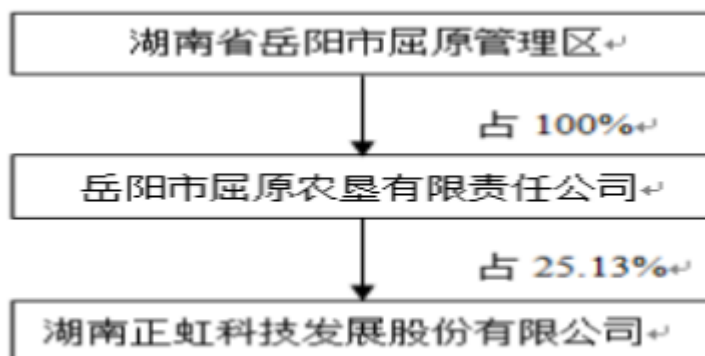 湖南省岳阳市屈原管理区
占 100%
岳阳市屈原农垦有限责任公司
占 25.13%
湖南正虹科技发展股份有限公司